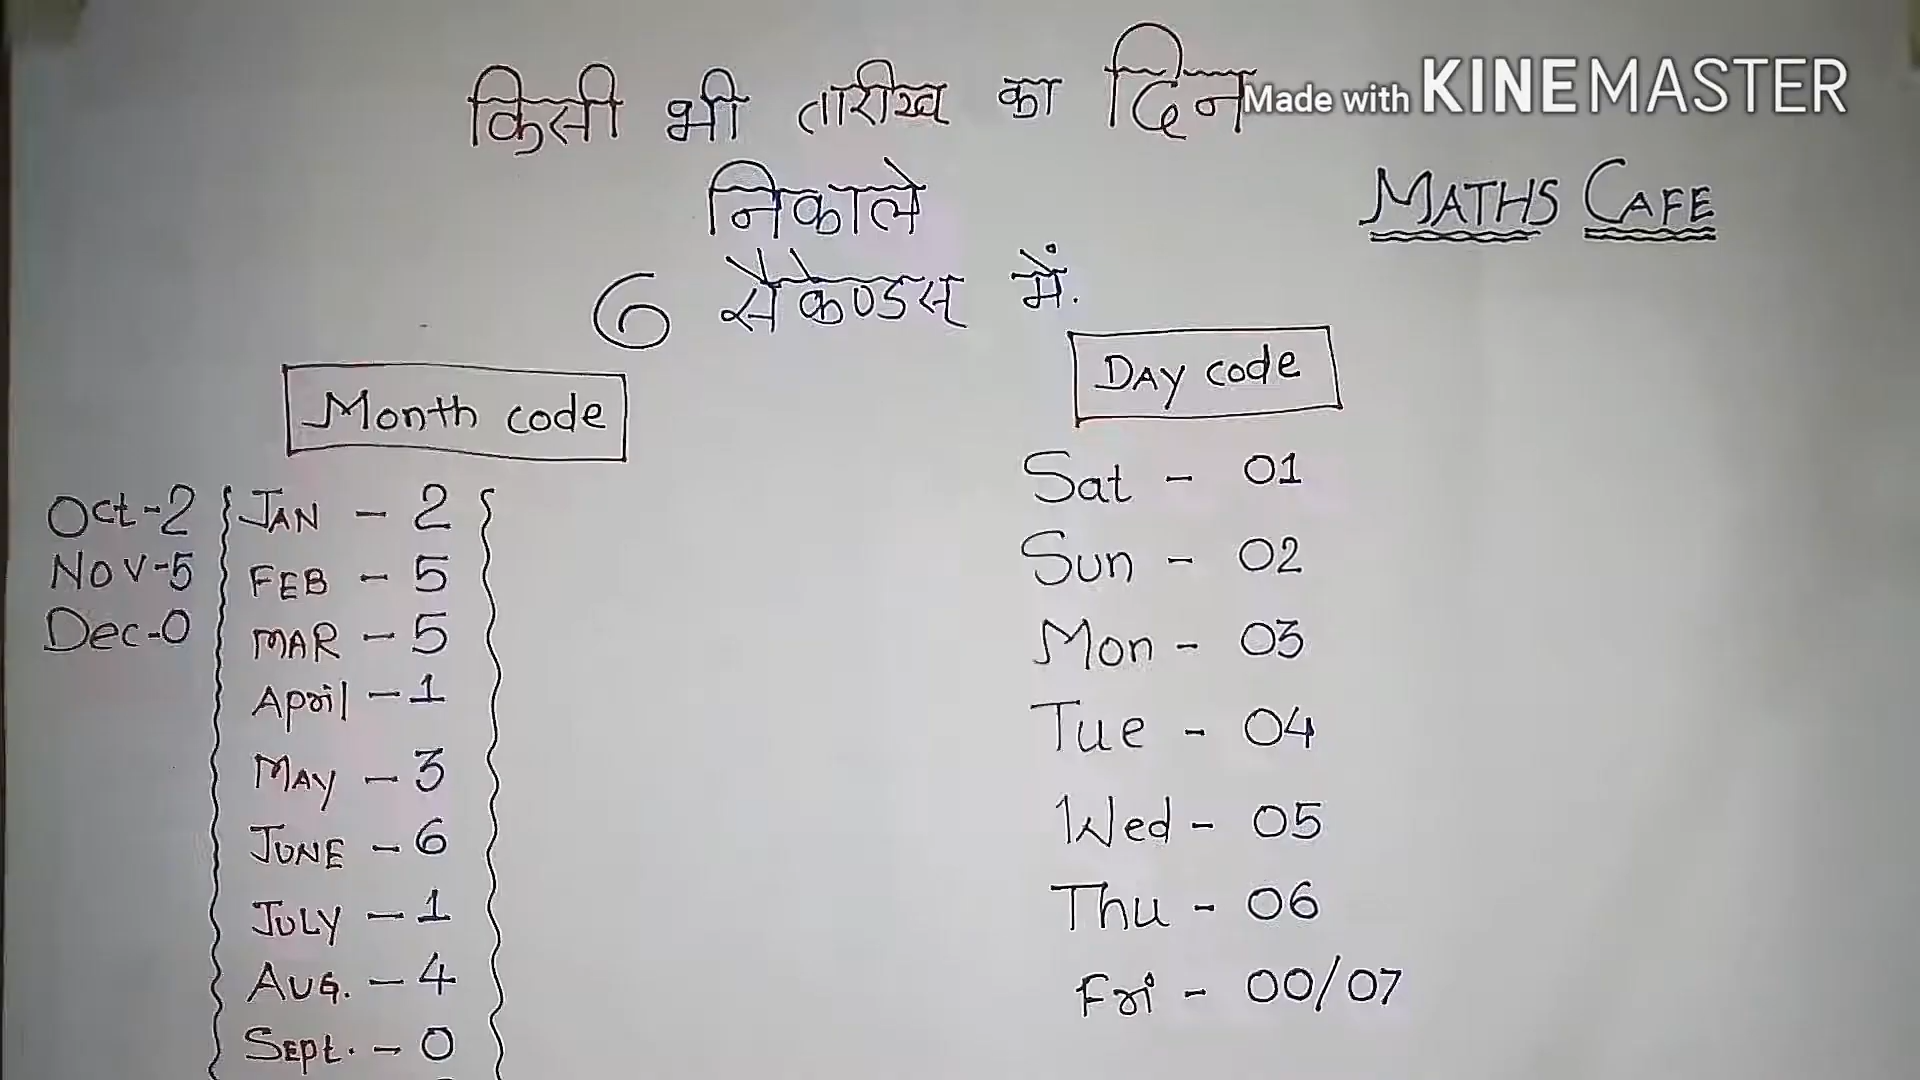 किसी भी तारीख का दिन
Made with KINEMASTER
निकाले
MATHS CAFE
6 सैकेण्डस् में.
Month code
Day code
Oct-2
Nov-5
Dec-0
JAN - 2
FEB - 5
MAR - 5
April - 1
MAY - 3
JUNE - 6
JULY - 1
AUG. - 4
Sept. - 0
Sat - 01
Sun - 02
Mon - 03
Tue - 04
Wed - 05
Thu - 06
Fri - 00/07